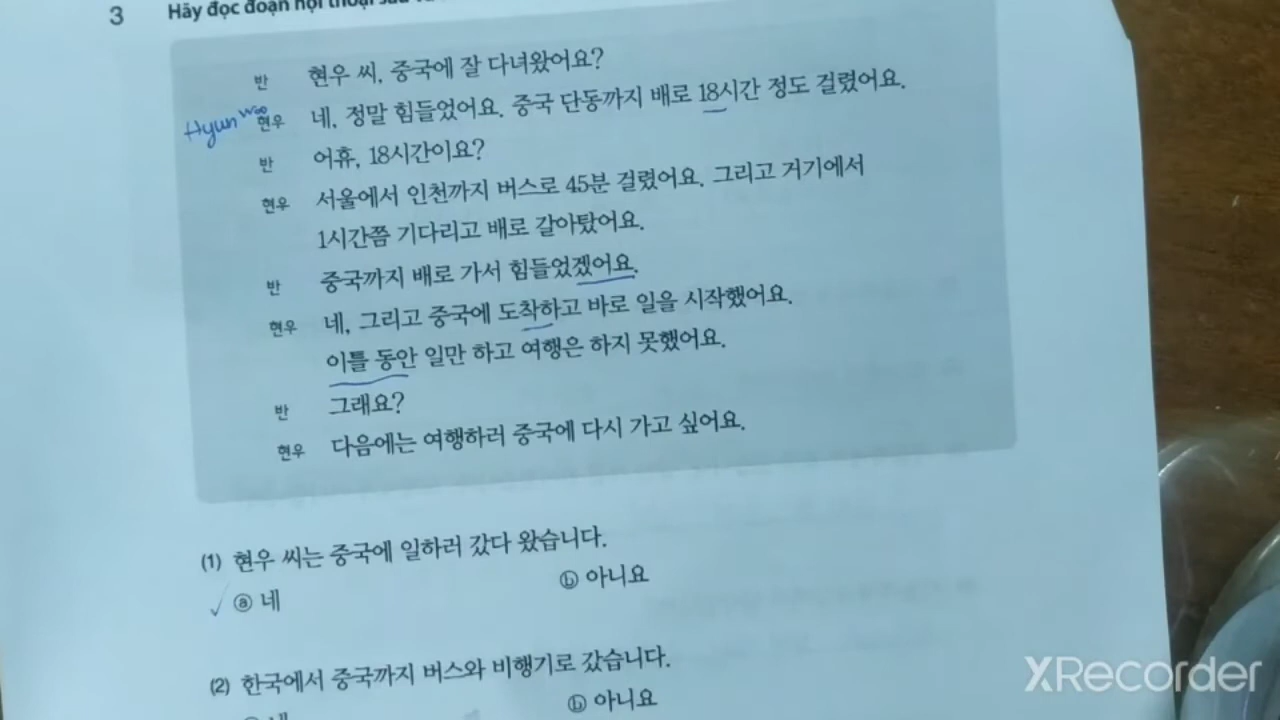 3 Hãy đọc đoạn hội thoại sau
반 현우 씨, 중국에 잘 다녀왔어요?
Hyun Woo 현우 네, 정말 힘들었어요. 중국 단동까지 배로 18시간 정도 걸렸어요.
반 어휴, 18시간이요?
현우 서울에서 인천까지 버스로 45분 걸렸어요. 그리고 거기에서
1시간쯤 기다리고 배로 갈아탔어요.
반 중국까지 배로 가서 힘들었겠어요.
현우 네, 그리고 중국에 도착하고 바로 일을 시작했어요.
이틀 동안 일만 하고 여행은 하지 못했어요.
반 그래요?
현우 다음에는 여행하러 중국에 다시 가고 싶어요.
(1) 현우 씨는 중국에 일하러 갔다 왔습니다.
✓ ⓐ 네 ⓑ 아니요
(2) 한국에서 중국까지 버스와 비행기로 갔습니다.
ⓑ 아니요
XRecorder